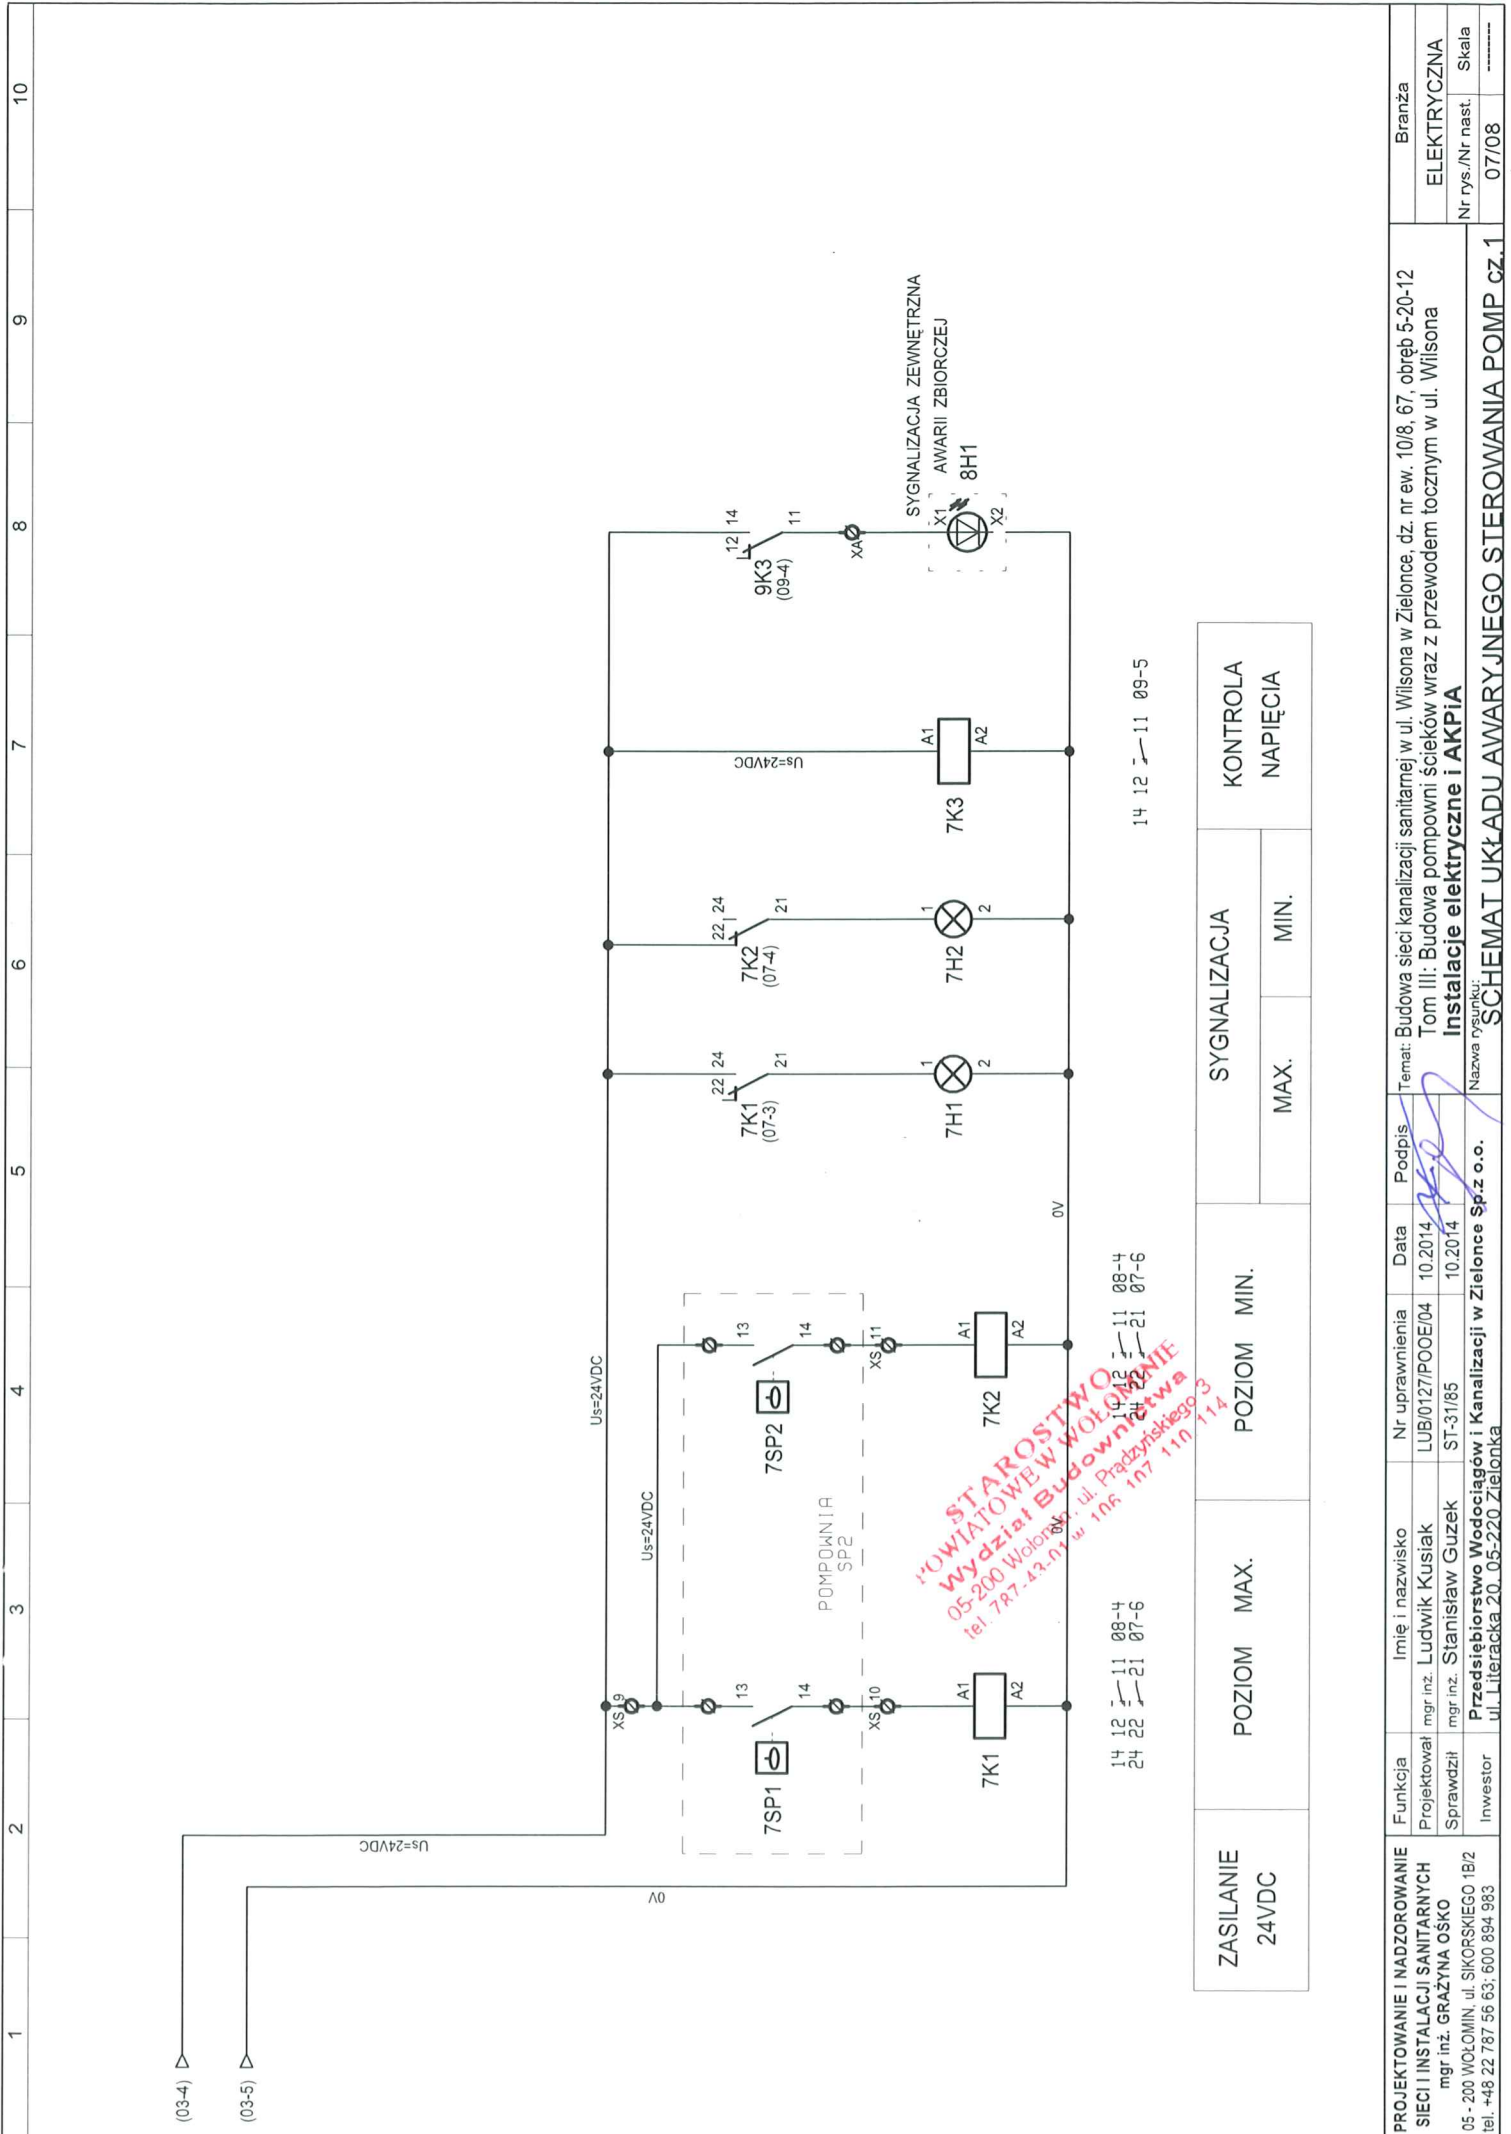 1 2 3 4 5 6 7 8 9 10
(03-4)
(03-5)
Us=24VDC
0V
Us=24VDC
Us=24VDC
XS 9
13
14
7SP1
XS 10
A1
A2
7K1
POMPOWNIA
SP2
13
14
7SP2
XS 11
A1
A2
7K2
0V
0V
22 24
21
7K1
(07-3)
1
2
7H1
22 24
21
7K2
(07-4)
1
2
7H2
Us=24VDC
A1
A2
7K3
12 14
11
9K3
(09-4)
XA
SYGNALIZACJA ZEWNĘTRZNA
AWARII ZBIORCZEJ
X1
8H1
X2
14 12 11 08-4
24 22 21 07-6
14 12 11 08-4
24 22 21 07-6
14 12 11 09-5
STAROSTWO
POWIATOWE W WOŁOMINIE
Wydział Budownictwa
05-200 Wołomin, ul. Prądzyńskiego 3
tel. 787-43-01 w 106 107 110 114
ZASILANIE
24VDC
POZIOM MAX.
POZIOM MIN.
SYGNALIZACJA
MAX.
MIN.
KONTROLA
NAPIĘCIA
PROJEKTOWANIE I NADZOROWANIE
SIECI I INSTALACJI SANITARNYCH
mgr inż. GRAŻYNA OŚKO
05 - 200 WOŁOMIN, ul. SIKORSKIEGO 1B/2
tel. +48 22 787 56 63; 600 894 983
Funkcja Imię i nazwisko Nr uprawnienia Data Podpis
Projektował mgr inż. Ludwik Kusiak LUB/0127/POOE/04 10.2014
Sprawdził mgr inż. Stanisław Guzek ST-31/85 10.2014
Inwestor Przedsiębiorstwo Wodociągów i Kanalizacji w Zielonce Sp.z o.o.
ul. Literacka 20, 05-220 Zielonka
Temat: Budowa sieci kanalizacji sanitarnej w ul. Wilsona w Zielonce, dz. nr ew. 10/8, 67, obręb 5-20-12
Tom III: Budowa pompowni ścieków wraz z przewodem tocznym w ul. Wilsona
Instalacje elektryczne i AKPiA
Nazwa rysunku:
SCHEMAT UKŁADU AWARYJNEGO STEROWANIA POMP cz.1
Branża
ELEKTRYCZNA
Nr rys./Nr nast. Skala
07/08 --------